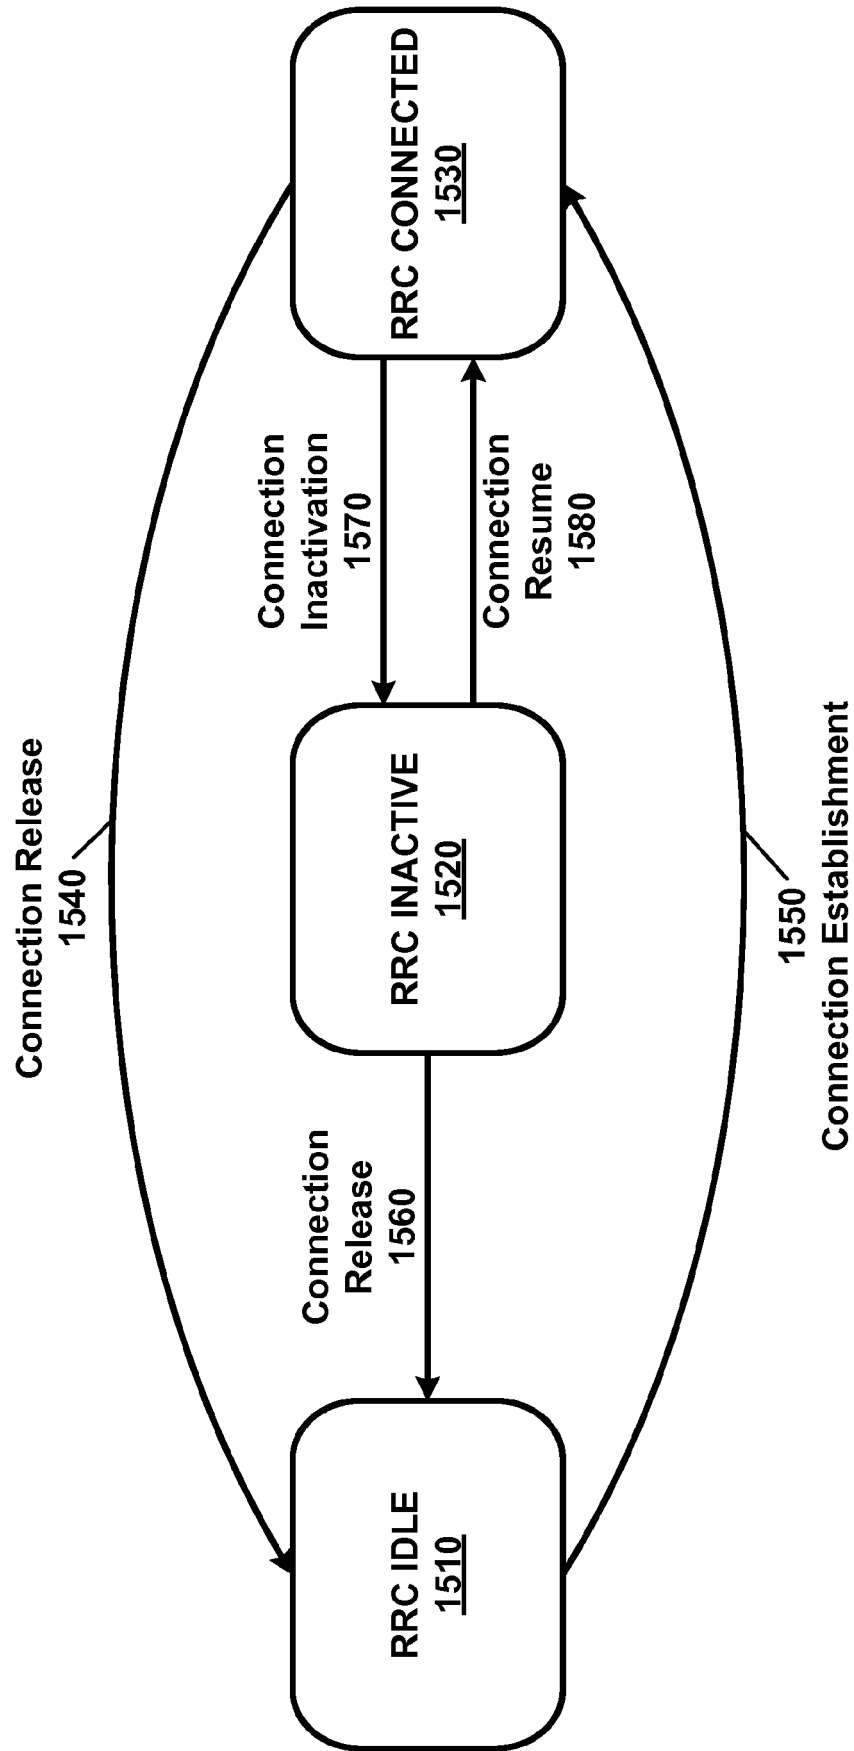 Connection Release
1540
RRC IDLE
1510
Connection
Release
1560
RRC INACTIVE
1520
Connection
Inactivation
1570
Connection
Resume
1580
RRC CONNECTED
1530
1550
Connection Establishment